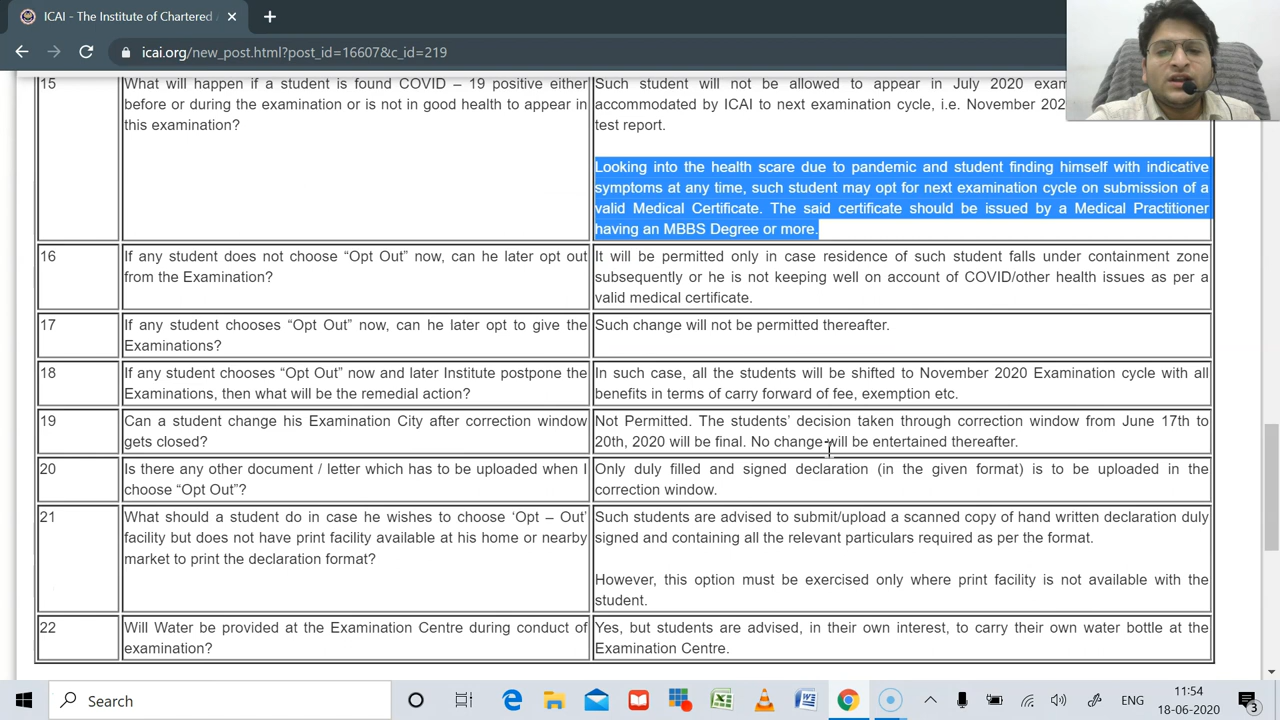 ICAI - The Institute of Chartered
icai.org/new_post.html?post_id=16607&c_id=219
15
What will happen if a student is found COVID – 19 positive either
before or during the examination or is not in good health to appear in
this examination?
Such student will not be allowed to appear in July 2020
accommodated by ICAI to next examination cycle, i.e. November
test report.
Looking into the health scare due to pandemic and student finding himself with indicative
symptoms at any time, such student may opt for next examination cycle on submission of a
valid Medical Certificate. The said certificate should be issued by a Medical Practitioner
having an MBBS Degree or more.
16
If any student does not choose “Opt Out” now, can he later opt out
from the Examination?
It will be permitted only in case residence of such student falls under containment zone
subsequently or he is not keeping well on account of COVID/other health issues as per a
valid medical certificate.
17
If any student chooses “Opt Out” now, can he later opt to give the
Examinations?
Such change will not be permitted thereafter.
18
If any student chooses “Opt Out” now and later Institute postpone the
Examinations, then what will be the remedial action?
In such case, all the students will be shifted to November 2020 Examination cycle with all
benefits in terms of carry forward of fee, exemption etc.
19
Can a student change his Examination City after correction window
gets closed?
Not Permitted. The students’ decision taken through correction window from June 17th to
20th, 2020 will be final. No change will be entertained thereafter.
20
Is there any other document / letter which has to be uploaded when I
choose “Opt Out”?
Only duly filled and signed declaration (in the given format) is to be uploaded in the
correction window.
21
What should a student do in case he wishes to choose ‘Opt – Out’
facility but does not have print facility available at his home or nearby
market to print the declaration format?
Such students are advised to submit/upload a scanned copy of hand written declaration duly
signed and containing all the relevant particulars required as per the format.
However, this option must be exercised only where print facility is not available with the
student.
22
Will Water be provided at the Examination Centre during conduct of
examination?
Yes, but students are advised, in their own interest, to carry their own water bottle at the
Examination Centre.
Search
ENG
11:54
18-06-2020
3